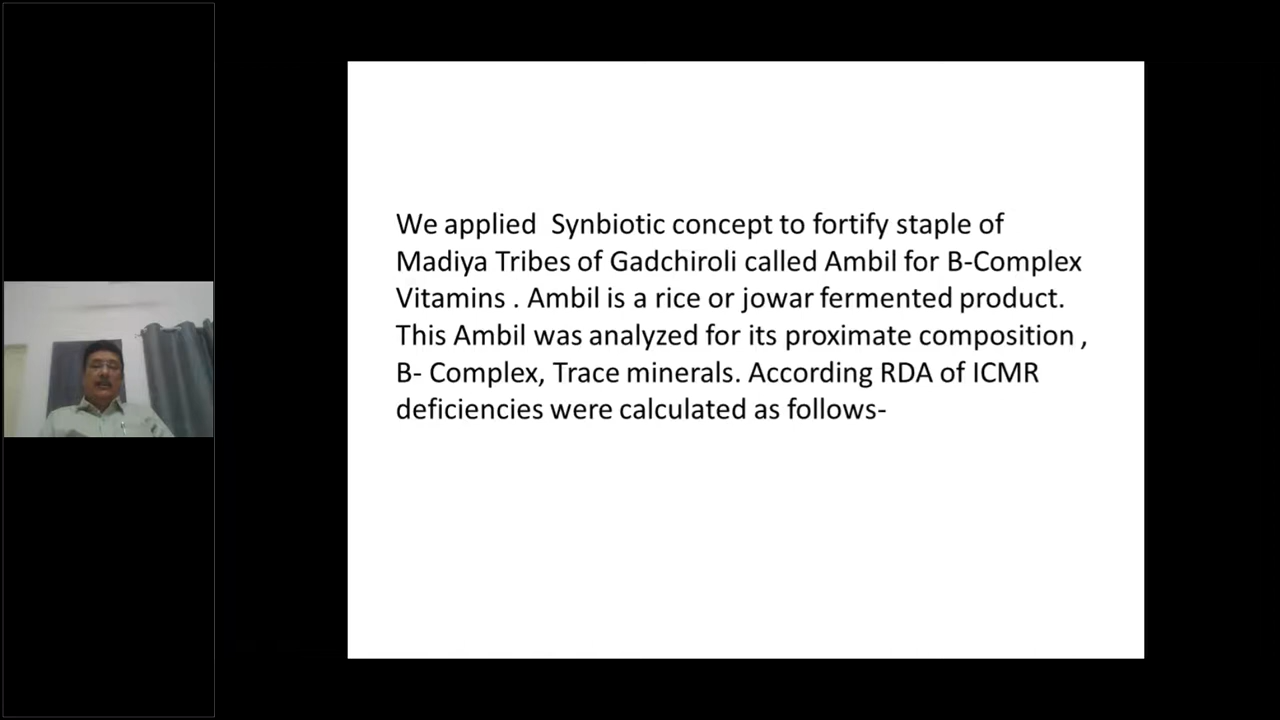 We applied  Synbiotic concept to fortify staple of
Madiya Tribes of Gadchiroli called Ambil for B-Complex
Vitamins . Ambil is a rice or jowar fermented product.
This Ambil was analyzed for its proximate composition ,
B- Complex, Trace minerals. According RDA of ICMR
deficiencies were calculated as follows-